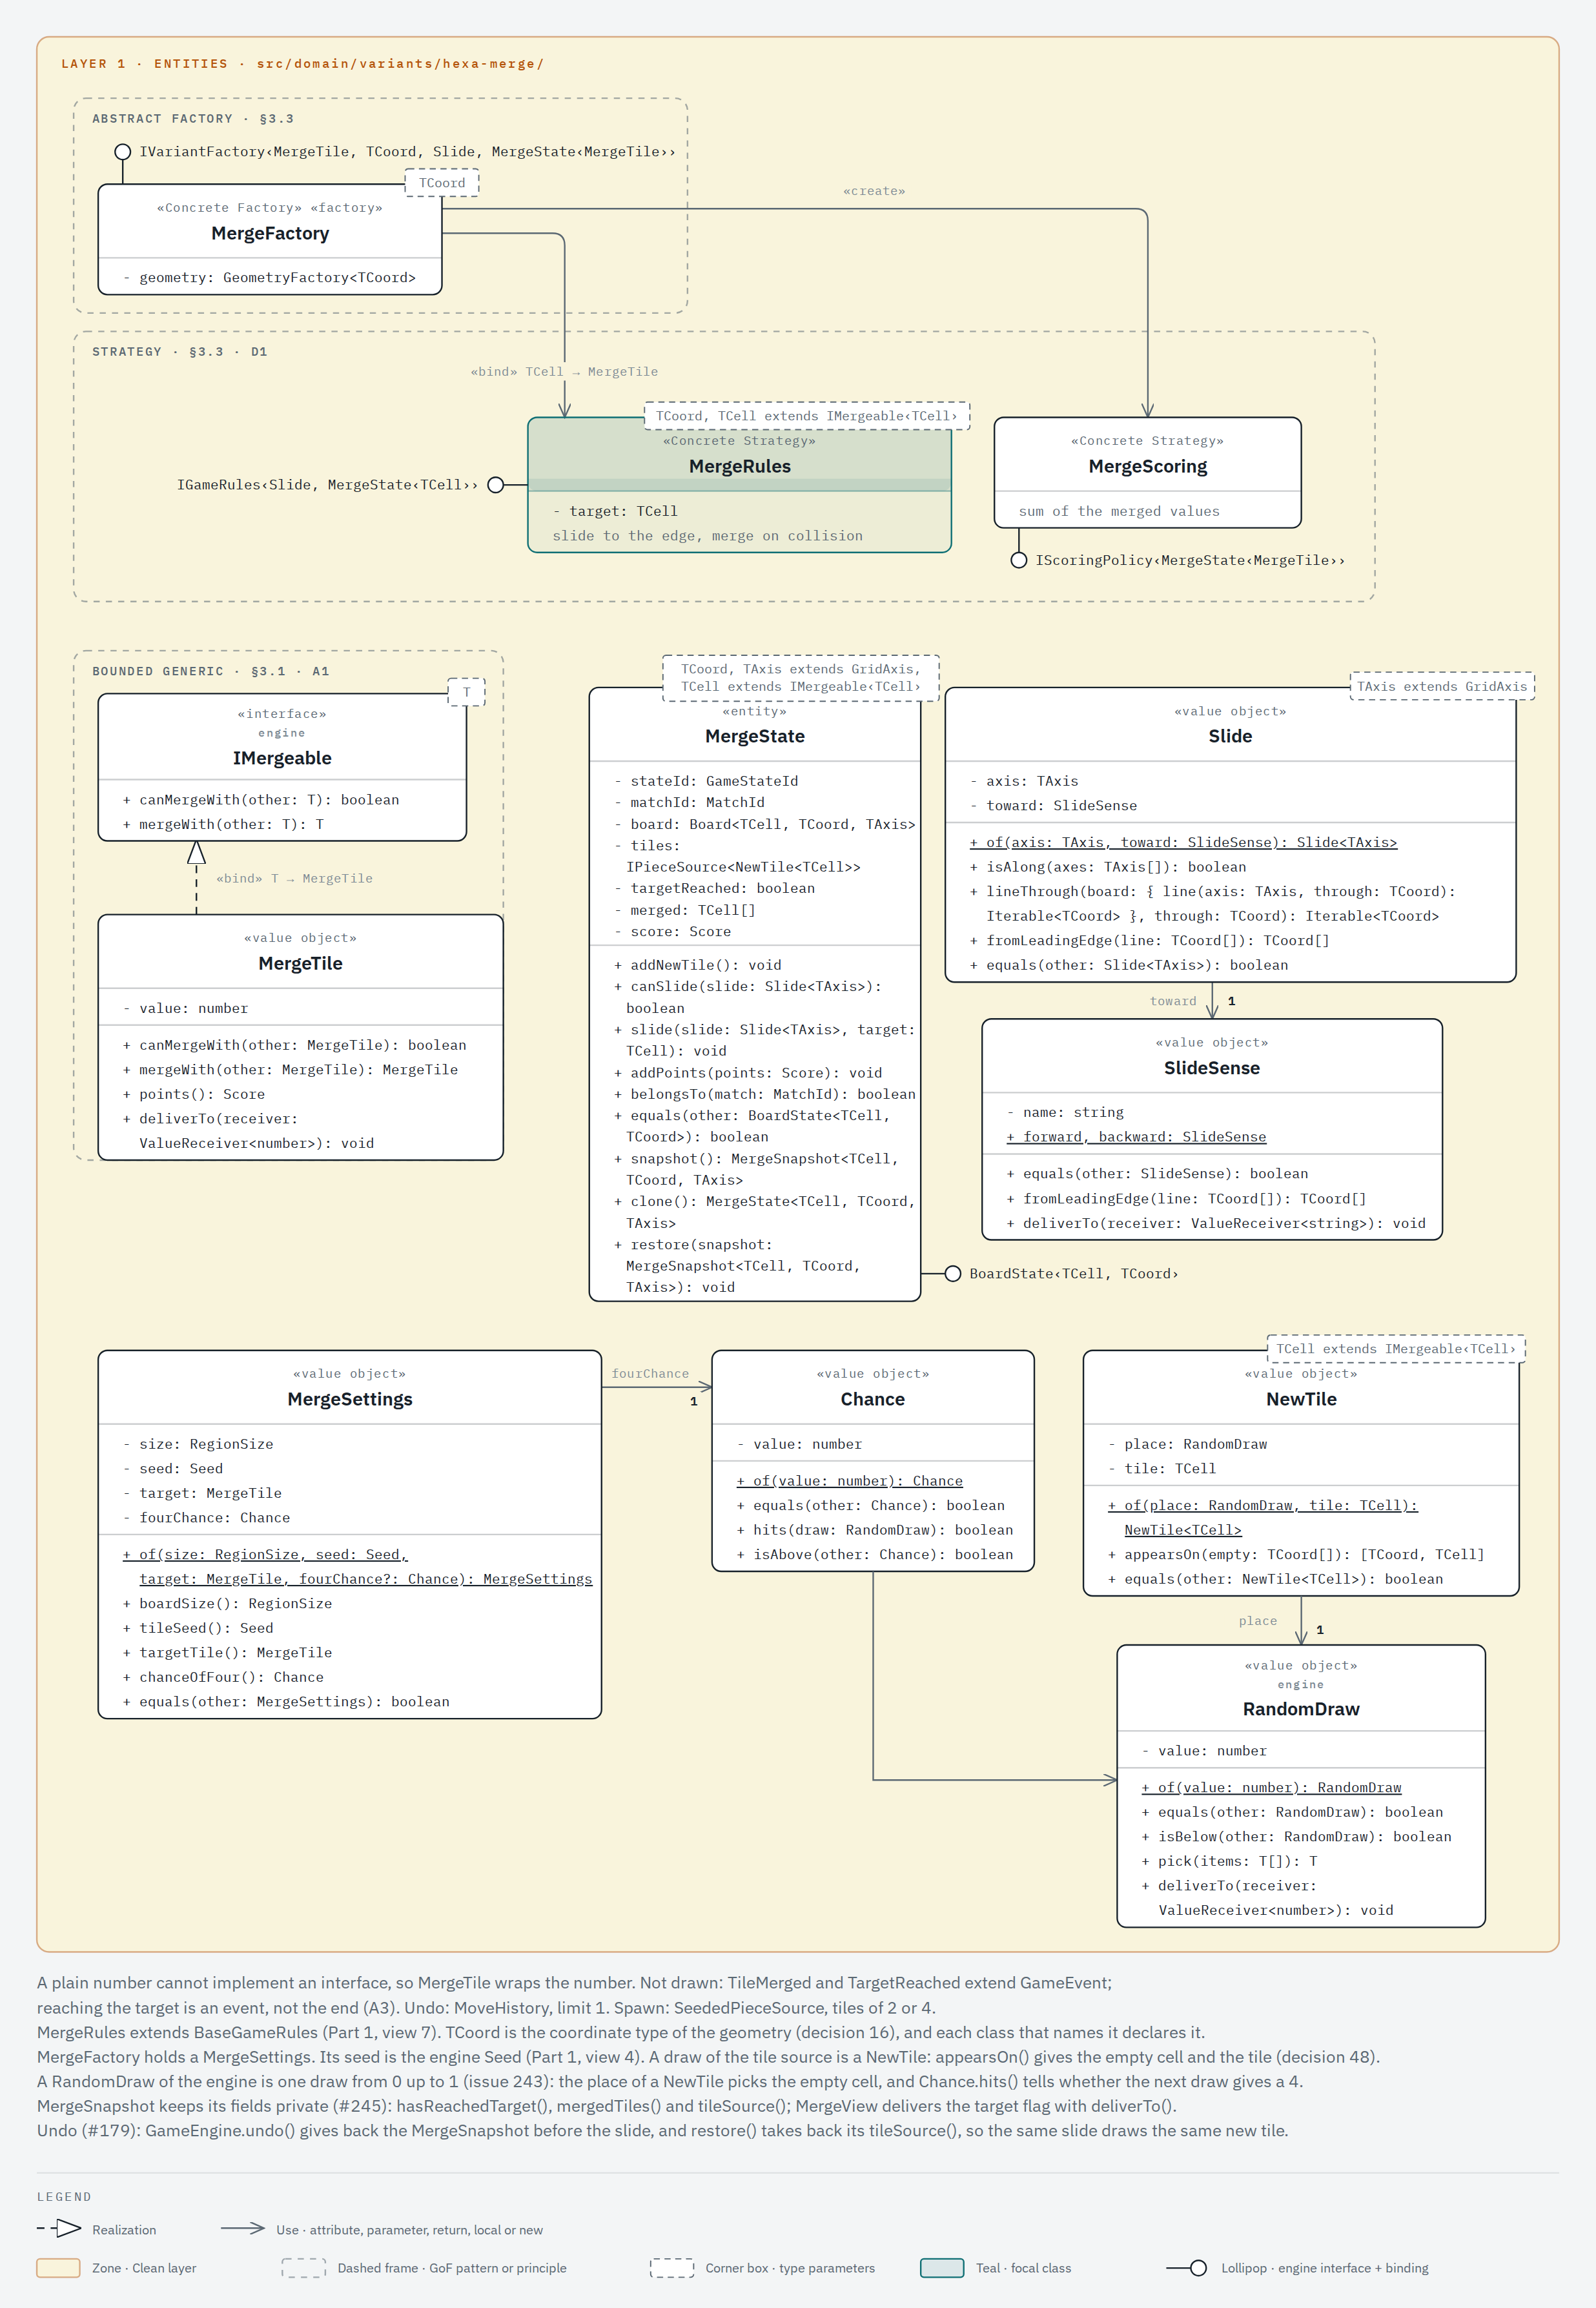 LAYER 1 · ENTITIES · src/domain/variants/hexa-merge/
ABSTRACT FACTORY · §3.3
IVariantFactory‹MergeTile, TCoord, Slide, MergeState‹MergeTile››
TCoord
«Concrete Factory» «factory»
MergeFactory
- geometry: GeometryFactory<TCoord>
«create»
STRATEGY · §3.3 · D1
«bind» TCell → MergeTile
TCoord, TCell extends IMergeable‹TCell›
«Concrete Strategy»
MergeRules
- target: TCell
slide to the edge, merge on collision
IGameRules‹Slide, MergeState‹TCell››
«Concrete Strategy»
MergeScoring
sum of the merged values
IScoringPolicy‹MergeState‹MergeTile››
BOUNDED GENERIC · §3.1 · A1
T
«interface»
engine
IMergeable
+ canMergeWith(other: T): boolean
+ mergeWith(other: T): T
«bind» T → MergeTile
«value object»
MergeTile
- value: number
+ canMergeWith(other: MergeTile): boolean
+ mergeWith(other: MergeTile): MergeTile
+ points(): Score
+ deliverTo(receiver:
ValueReceiver<number>): void
TCoord, TAxis extends GridAxis,
TCell extends IMergeable‹TCell›
«entity»
MergeState
- stateId: GameStateId
- matchId: MatchId
- board: Board<TCell, TCoord, TAxis>
- tiles:
IPieceSource<NewTile<TCell>>
- targetReached: boolean
- merged: TCell[]
- score: Score
+ addNewTile(): void
+ canSlide(slide: Slide<TAxis>):
boolean
+ slide(slide: Slide<TAxis>, target:
TCell): void
+ addPoints(points: Score): void
+ belongsTo(match: MatchId): boolean
+ equals(other: BoardState<TCell,
TCoord>): boolean
+ snapshot(): MergeSnapshot<TCell,
TCoord, TAxis>
+ clone(): MergeState<TCell, TCoord,
TAxis>
+ restore(snapshot:
MergeSnapshot<TCell, TCoord,
TAxis>): void
BoardState‹TCell, TCoord›
TAxis extends GridAxis
«value object»
Slide
- axis: TAxis
- toward: SlideSense
+ of(axis: TAxis, toward: SlideSense): Slide<TAxis>
+ isAlong(axes: TAxis[]): boolean
+ lineThrough(board: { line(axis: TAxis, through: TCoord):
Iterable<TCoord> }, through: TCoord): Iterable<TCoord>
+ fromLeadingEdge(line: TCoord[]): TCoord[]
+ equals(other: Slide<TAxis>): boolean
toward 1
«value object»
SlideSense
- name: string
+ forward, backward: SlideSense
+ equals(other: SlideSense): boolean
+ fromLeadingEdge(line: TCoord[]): TCoord[]
+ deliverTo(receiver: ValueReceiver<string>): void
«value object»
MergeSettings
- size: RegionSize
- seed: Seed
- target: MergeTile
- fourChance: Chance
+ of(size: RegionSize, seed: Seed,
target: MergeTile, fourChance?: Chance): MergeSettings
+ boardSize(): RegionSize
+ tileSeed(): Seed
+ targetTile(): MergeTile
+ chanceOfFour(): Chance
+ equals(other: MergeSettings): boolean
fourChance
1
«value object»
Chance
- value: number
+ of(value: number): Chance
+ equals(other: Chance): boolean
+ hits(draw: RandomDraw): boolean
+ isAbove(other: Chance): boolean
TCell extends IMergeable‹TCell›
«value object»
NewTile
- place: RandomDraw
- tile: TCell
+ of(place: RandomDraw, tile: TCell):
NewTile<TCell>
+ appearsOn(empty: TCoord[]): [TCoord, TCell]
+ equals(other: NewTile<TCell>): boolean
place 1
«value object»
engine
RandomDraw
- value: number
+ of(value: number): RandomDraw
+ equals(other: RandomDraw): boolean
+ isBelow(other: RandomDraw): boolean
+ pick(items: T[]): T
+ deliverTo(receiver:
ValueReceiver<number>): void
A plain number cannot implement an interface, so MergeTile wraps the number. Not drawn: TileMerged and TargetReached extend GameEvent;
reaching the target is an event, not the end (A3). Undo: MoveHistory, limit 1. Spawn: SeededPieceSource, tiles of 2 or 4.
MergeRules extends BaseGameRules (Part 1, view 7). TCoord is the coordinate type of the geometry (decision 16), and each class that names it declares it.
MergeFactory holds a MergeSettings. Its seed is the engine Seed (Part 1, view 4). A draw of the tile source is a NewTile: appearsOn() gives the empty cell and the tile (decision 48).
A RandomDraw of the engine is one draw from 0 up to 1 (issue 243): the place of a NewTile picks the empty cell, and Chance.hits() tells whether the next draw gives a 4.
MergeSnapshot keeps its fields private (#245): hasReachedTarget(), mergedTiles() and tileSource(); MergeView delivers the target flag with deliverTo().
Undo (#179): GameEngine.undo() gives back the MergeSnapshot before the slide, and restore() takes back its tileSource(), so the same slide draws the same new tile.
LEGEND
Realization
Use · attribute, parameter, return, local or new
Zone · Clean layer
Dashed frame · GoF pattern or principle
Corner box · type parameters
Teal · focal class
Lollipop · engine interface + binding